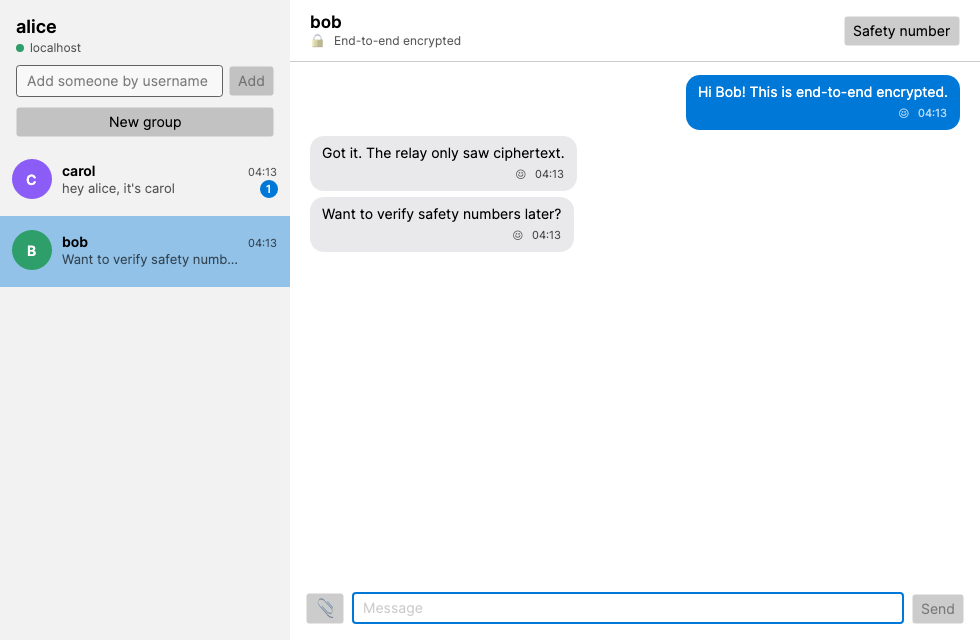 alice
localhost
Add someone by username
Add
New group
C
carol
04:13
hey alice, it's carol
1
B
bob
04:13
Want to verify safety numb...
bob
End-to-end encrypted
Safety number
Hi Bob! This is end-to-end encrypted.
04:13
Got it. The relay only saw ciphertext.
04:13
Want to verify safety numbers later?
04:13
Message
Send